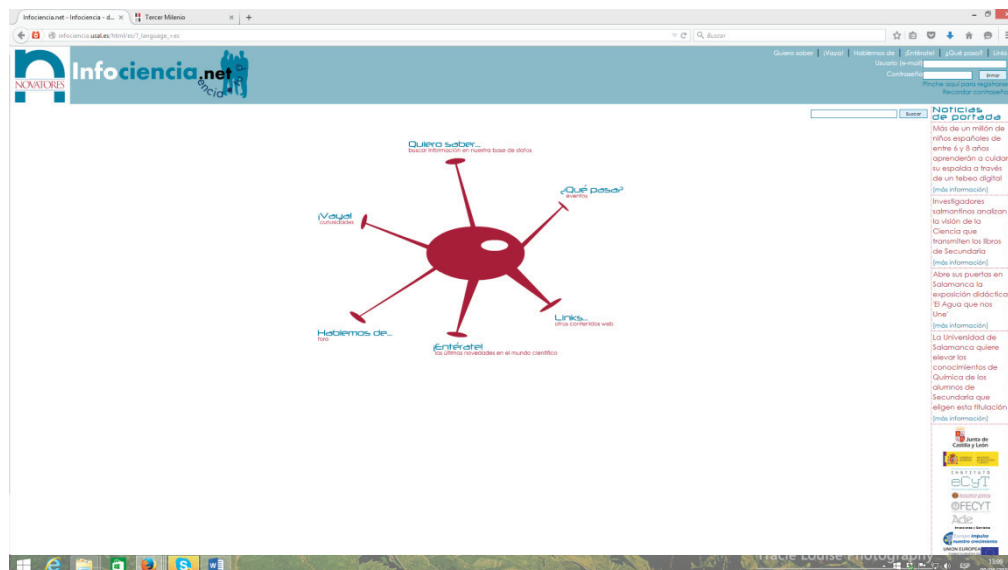 Infociencia.net - Infociencia - d...
Tercer Milenio
infociencia.usal.es/html/es/?_language_=es
Buscar
NOVATORES
Infociencia.net
Quiero saber | ¡Vaya! | Hablemos de | ¡Entérate! | ¿Qué pasa? | Links
Usuario (e-mail)
Contraseña
Entrar
Pinche aquí para registrarse
Recordar contraseña
Buscar
Quiero saber...
buscar información en nuestra base de datos
¿Qué pasa?
eventos
¡Vaya!
curiosidades
Links...
otros contenidos web
Hablemos de...
foro
¡Entérate!
las últimas novedades en el mundo científico
Noticias
de portada
Más de un millón de
niños españoles de
entre 6 y 8 años
aprenderán a cuidar
su espalda a través
de un tebeo digital
(más información)
Investigadores
salmantinos analizan
la visión de la
Ciencia que
transmiten los libros
de Secundaria
(más información)
Abre sus puertas en
Salamanca la
exposición didáctica
'El Agua que nos
Une'
(más información)
La Universidad de
Salamanca quiere
elevar los
conocimientos de
Química de los
alumnos de
Secundaria que
eligen esta titulación
(más información)
Junta de
Castilla y León
INSTITUTO
eCyT
FECYT
Ade
Europa impulsa
nuestro crecimiento
UNION EUROPEA
Tracie Louise Photography
ESP